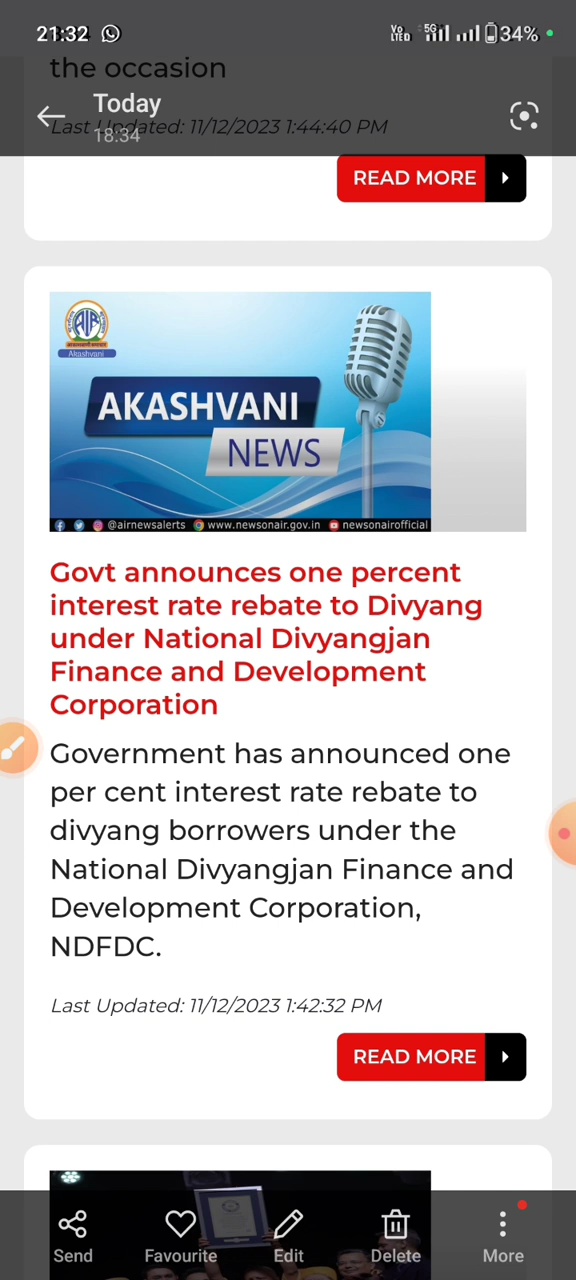 21:32
Vo LTED 5G 34%
the occasion
Today
Last Updated: 11/12/2023 1:44:40 PM
18:34
READ MORE
AIR
Akashvani
AKASHVANI
NEWS
@airnewsalerts www.newsonair.gov.in newsonairofficial
Govt announces one percent
interest rate rebate to Divyang
under National Divyangjan
Finance and Development
Corporation
Government has announced one
per cent interest rate rebate to
divyang borrowers under the
National Divyangjan Finance and
Development Corporation,
NDFDC.
Last Updated: 11/12/2023 1:42:32 PM
READ MORE
Send Favourite Edit Delete More